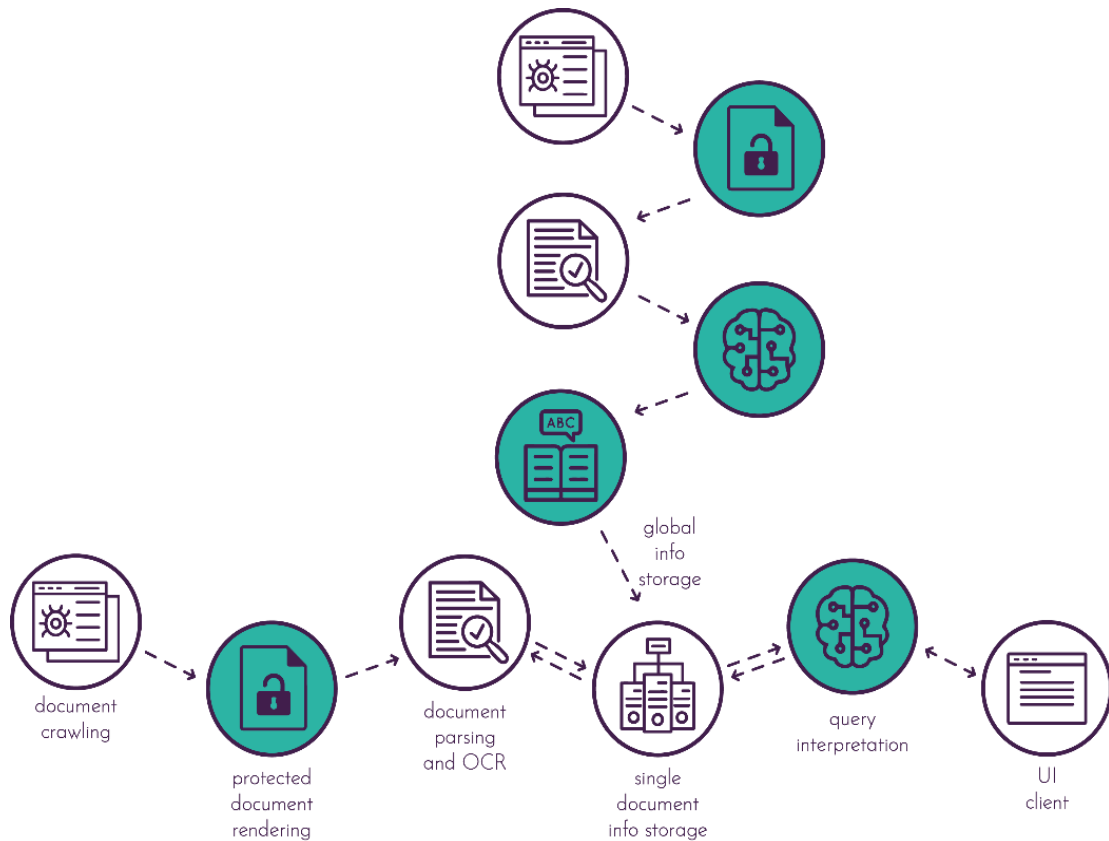 ABC
global
info
storage
document
crawling
protected
document
rendering
document
parsing
and OCR
single
document
info storage
query
interpretation
UI
client